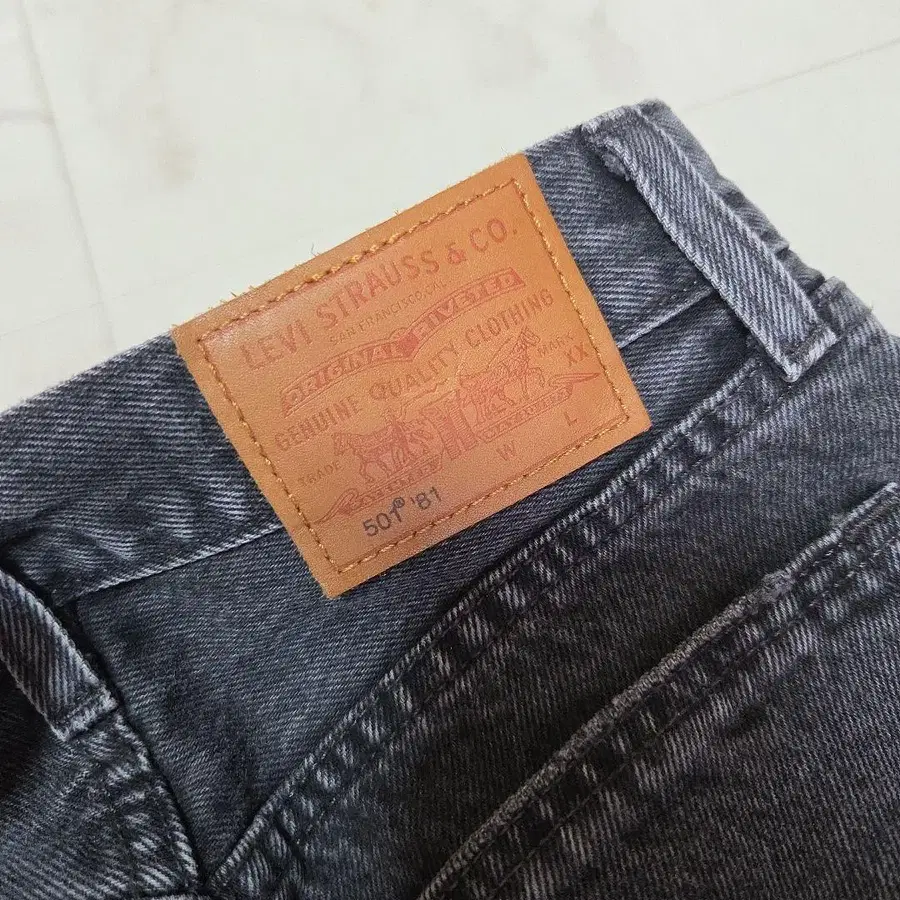 LEVI STRAUSS & CO.
SAN FRANCISCO, CAL
ORIGINAL RIVETED
GENUINE QUALITY CLOTHING
TRADE MARK
XX
W L
501® '81